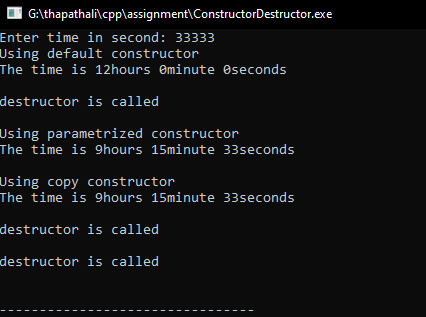 G:\thapathali\cpp\assignment\ConstructorDestructor.exe
Enter time in second: 33333
Using default constructor
The time is 12hours 0minute 0seconds
destructor is called
Using parametrized constructor
The time is 9hours 15minute 33seconds
Using copy constructor
The time is 9hours 15minute 33seconds
destructor is called
destructor is called
--------------------------------